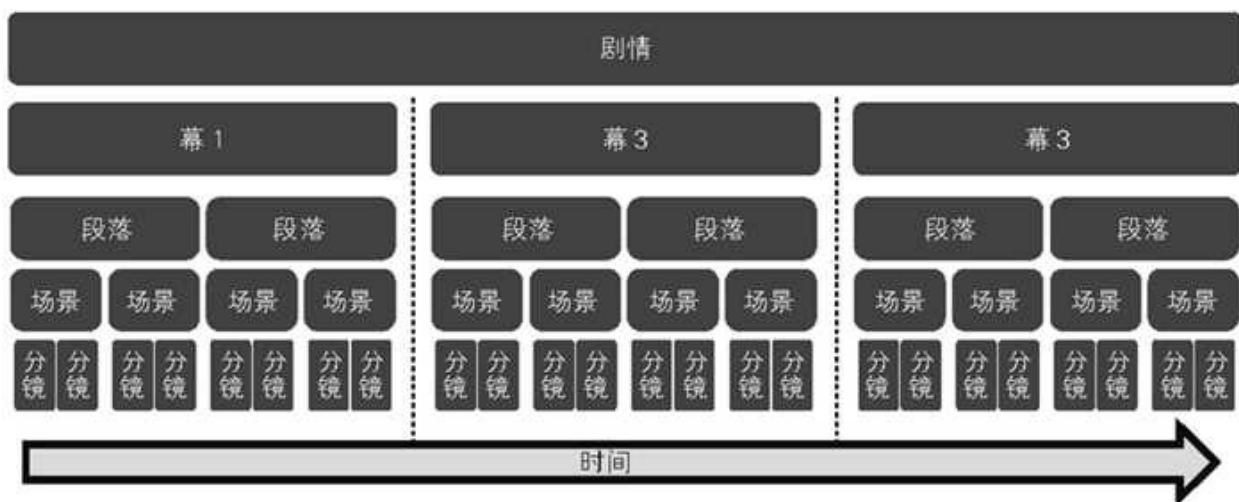 剧情
幕 1 幕 3 幕 3
段落 段落 段落 段落 段落 段落
场景 场景 场景 场景 场景 场景 场景 场景 场景 场景 场景 场景
分镜 分镜 分镜 分镜 分镜 分镜 分镜 分镜 分镜 分镜 分镜 分镜 分镜 分镜 分镜 分镜 分镜 分镜 分镜 分镜 分镜 分镜 分镜 分镜
时间